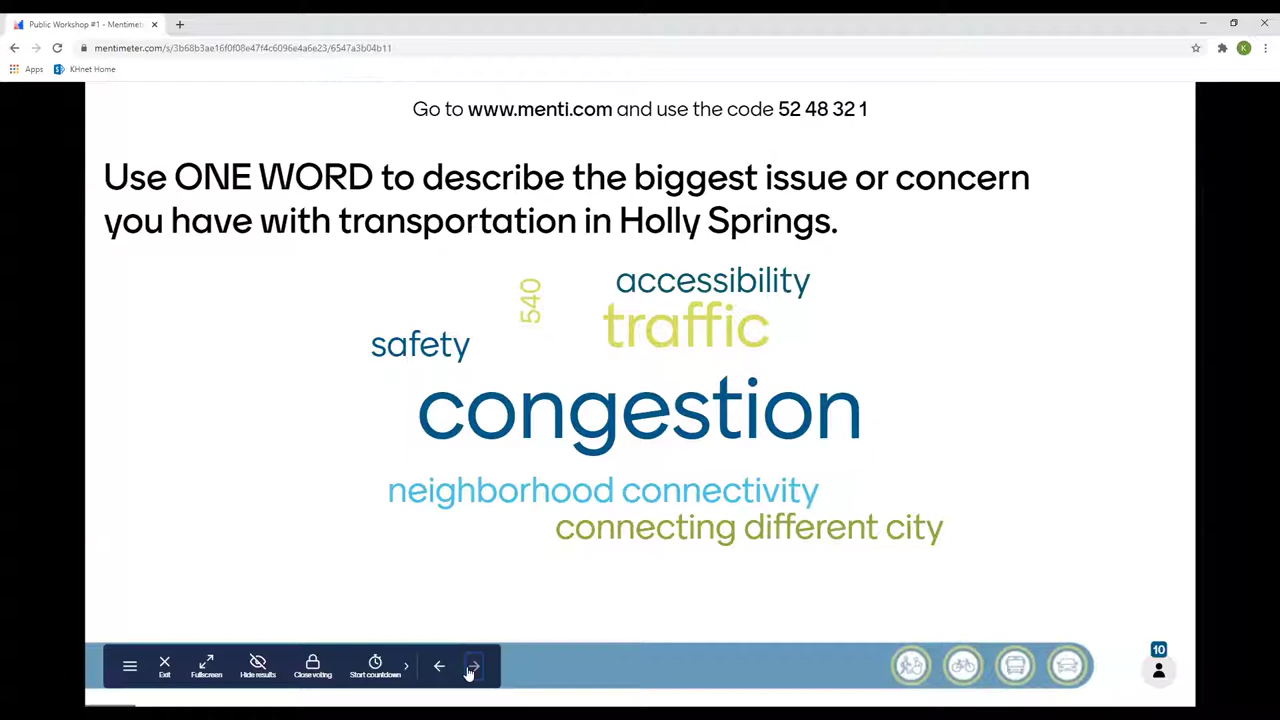 Public Workshop #1 - Mentimeter
mentimeter.com/s/3b68b3ae16f0f08e47f4c6096e4a6e23/6547a3b04b11
K
Apps
KHnet Home
Go to www.menti.com and use the code 52 48 32 1
Use ONE WORD to describe the biggest issue or concern
you have with transportation in Holly Springs.
accessibility
540
traffic
safety
congestion
neighborhood connectivity
connecting different city
10
Exit
Fullscreen
Hide results
Close voting
Start countdown